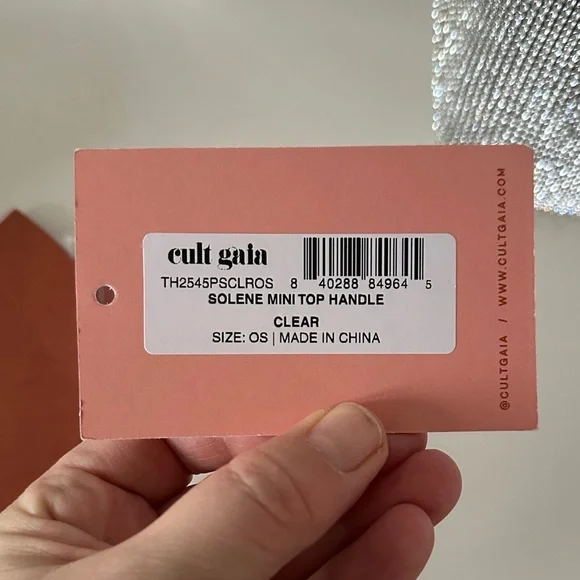 cult gaia
TH2545PSCLROS 8 40288 84964 5
SOLENE MINI TOP HANDLE
CLEAR
SIZE: OS | MADE IN CHINA
@CULTGAIA / WWW.CULTGAIA.COM